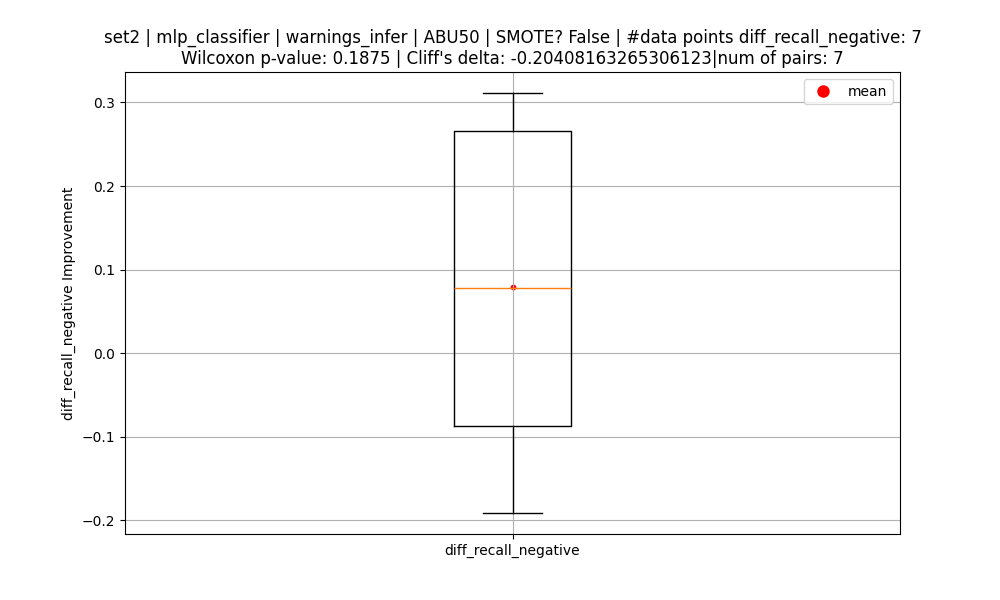 set2 | mlp_classifier | warnings_infer | ABU50 | SMOTE? False | #data points diff_recall_negative: 7
Wilcoxon p-value: 0.1875 | Cliff's delta: -0.20408163265306123|num of pairs: 7
mean
0.3
0.2
0.1
0.0
−0.1
−0.2
diff_recall_negative Improvement
diff_recall_negative